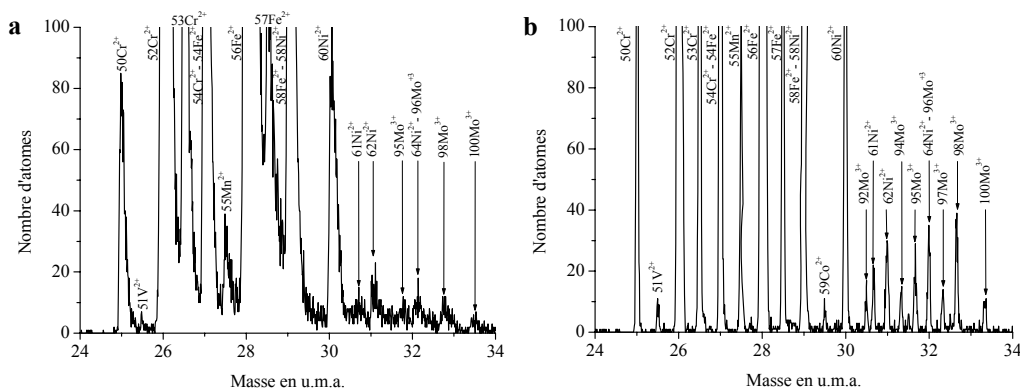 a
Nombre d'atomes
100
80
60
40
20
0
50Cr2+
51V2+
52Cr2+
53Cr2+
54Cr2+ - 54Fe2+
55Mn2+
56Fe2+
57Fe2+
58Fe2+ - 58Ni2+
60Ni2+
61Ni2+
62Ni2+
95Mo3+
64Ni2+ - 96Mo+3
98Mo3+
100Mo3+
24 26 28 30 32 34
Masse en u.m.a.
b
Nombre d'atomes
100
80
60
40
20
0
50Cr2+
51V2+
52Cr2+
53Cr2+
54Cr2+ - 54Fe2+
55Mn2+
56Fe2+
57Fe2+
58Fe2+ - 58Ni2+
59Co2+
60Ni2+
92Mo3+
61Ni2+
62Ni2+
94Mo3+
95Mo3+
64Ni2+ - 96Mo+3
97Mo3+
98Mo3+
100Mo3+
24 26 28 30 32 34
Masse en u.m.a.